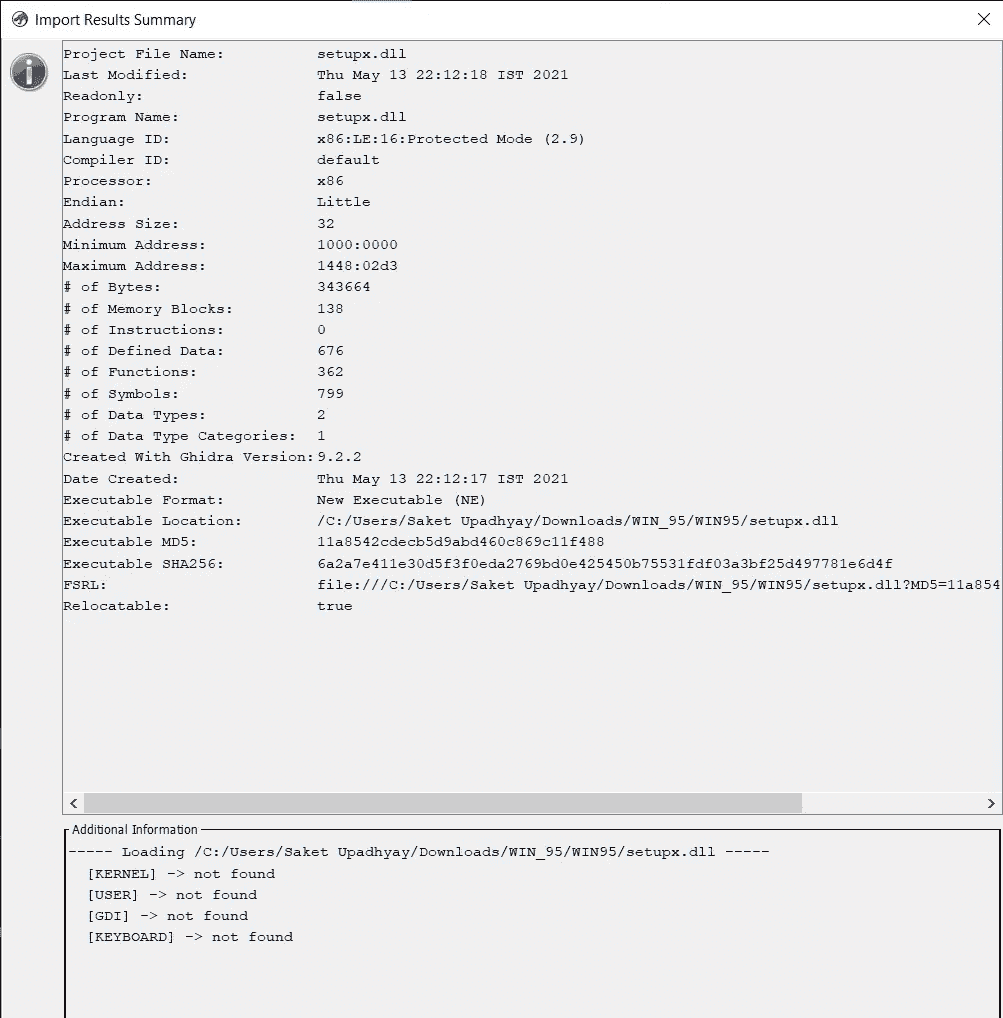 Import Results Summary
Project File Name: setupx.dll
Last Modified: Thu May 13 22:12:18 IST 2021
Readonly: false
Program Name: setupx.dll
Language ID: x86:LE:16:Protected Mode (2.9)
Compiler ID: default
Processor: x86
Endian: Little
Address Size: 32
Minimum Address: 1000:0000
Maximum Address: 1448:02d3
# of Bytes: 343664
# of Memory Blocks: 138
# of Instructions: 0
# of Defined Data: 676
# of Functions: 362
# of Symbols: 799
# of Data Types: 2
# of Data Type Categories: 1
Created With Ghidra Version: 9.2.2
Date Created: Thu May 13 22:12:17 IST 2021
Executable Format: New Executable (NE)
Executable Location: /C:/Users/Saket Upadhyay/Downloads/WIN_95/WIN95/setupx.dll
Executable MD5: 11a8542cdecb5d9abd460c869c11f488
Executable SHA256: 6a2a7e411e30d5f3f0eda2769bd0e425450b75531fdf03a3bf25d497781e6d4f
FSRL: file:///C:/Users/Saket Upadhyay/Downloads/WIN_95/WIN95/setupx.dll?MD5=11a854
Relocatable: true
Additional Information
----- Loading /C:/Users/Saket Upadhyay/Downloads/WIN_95/WIN95/setupx.dll -----
[KERNEL] -> not found
[USER] -> not found
[GDI] -> not found
[KEYBOARD] -> not found